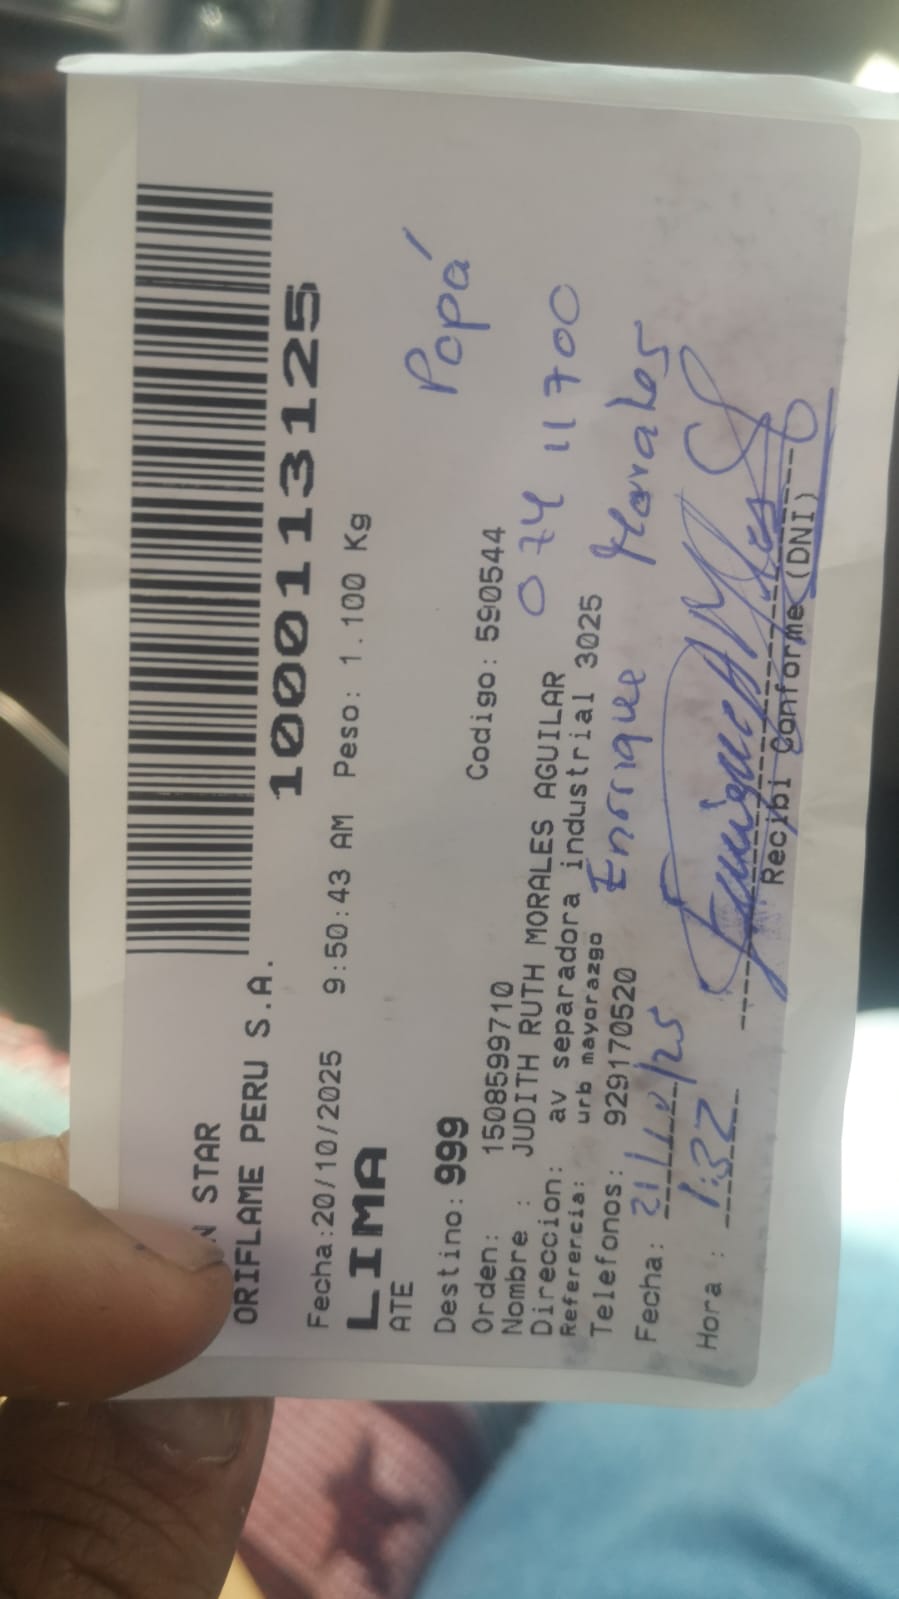 N STAR
ORIFLAME PERU S.A.
1000113125
Fecha:20/10/2025 9:50:43 AM Peso: 1.100 Kg
LIMA
ATE
Papá
Destino: 999
Orden: 1508599710 Codigo: 590544
Nombre : JUDITH RUTH MORALES AGUILAR
074 11700
Direccion: av separadora industrial 3025
Referencia: urb mayorazgo
Telefonos: 929170520
Enrique Morales
Fecha: 21/10/25
Hora : 1:32
Recibi Conforme (DNI)